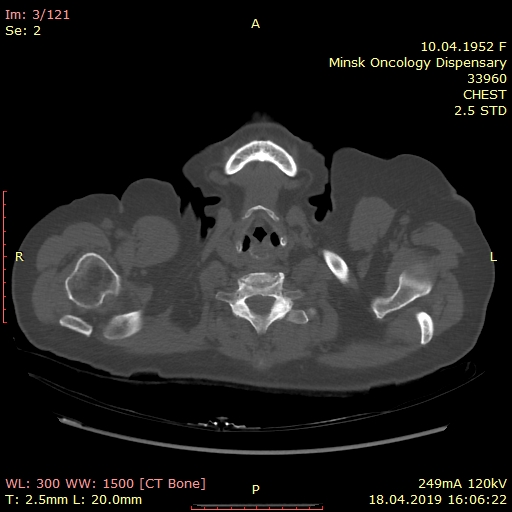 Im: 3/121
Se: 2
A
10.04.1952 F
Minsk Oncology Dispensary
33960
CHEST
2.5 STD
R
L
WL: 300 WW: 1500 [CT Bone]
T: 2.5mm L: 20.0mm
P
249mA 120kV
18.04.2019 16:06:22